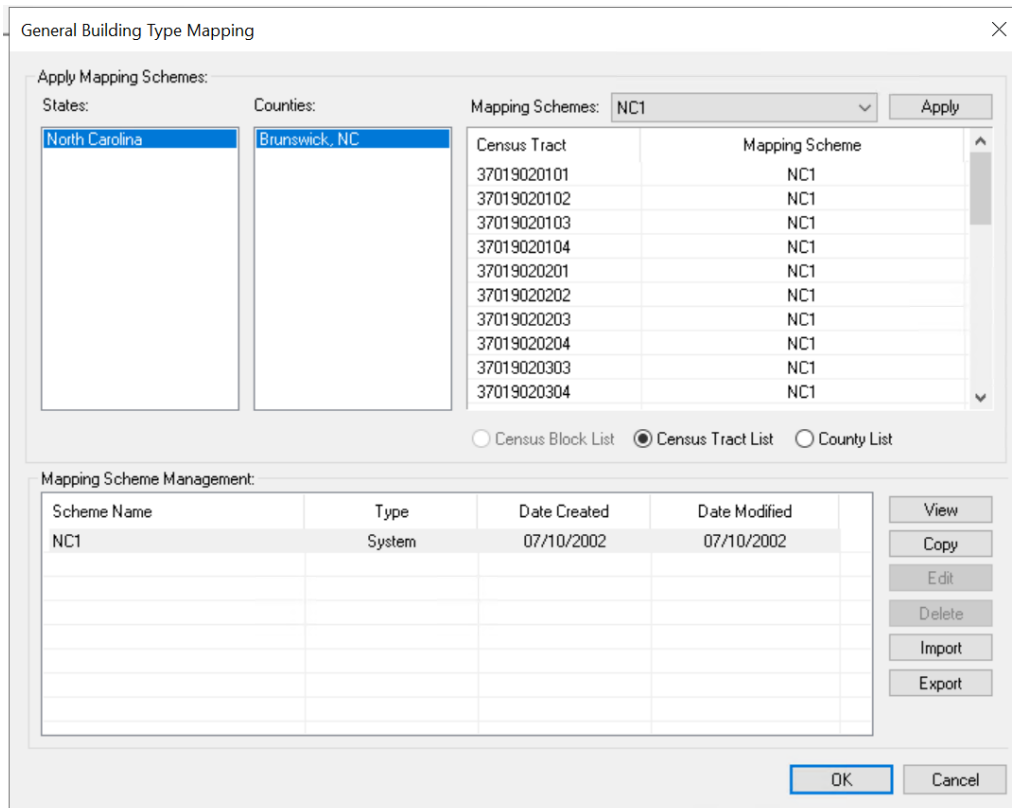 General Building Type Mapping
Apply Mapping Schemes:
States:
North Carolina
Counties:
Brunswick, NC
Mapping Schemes: NC1 Apply
Census Tract Mapping Scheme
37019020101 NC1
37019020102 NC1
37019020103 NC1
37019020104 NC1
37019020201 NC1
37019020202 NC1
37019020203 NC1
37019020204 NC1
37019020303 NC1
37019020304 NC1
Census Block List Census Tract List County List
Mapping Scheme Management:
Scheme Name Type Date Created Date Modified
NC1 System 07/10/2002 07/10/2002
View
Copy
Edit
Delete
Import
Export
OK Cancel